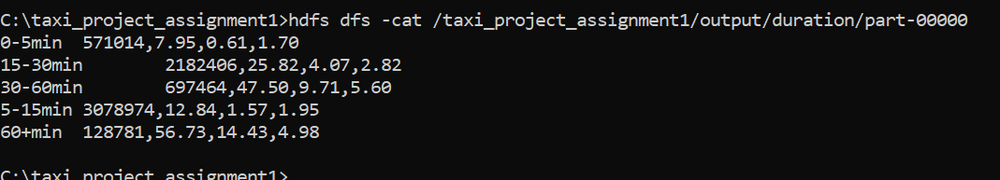 C:\taxi_project_assignment1>hdfs dfs -cat /taxi_project_assignment1/output/duration/part-00000
0-5min  571014,7.95,0.61,1.70
15-30min        2182406,25.82,4.07,2.82
30-60min        697464,47.50,9.71,5.60
5-15min 3078974,12.84,1.57,1.95
60+min  128781,56.73,14.43,4.98
C:\taxi_project_assignment1>